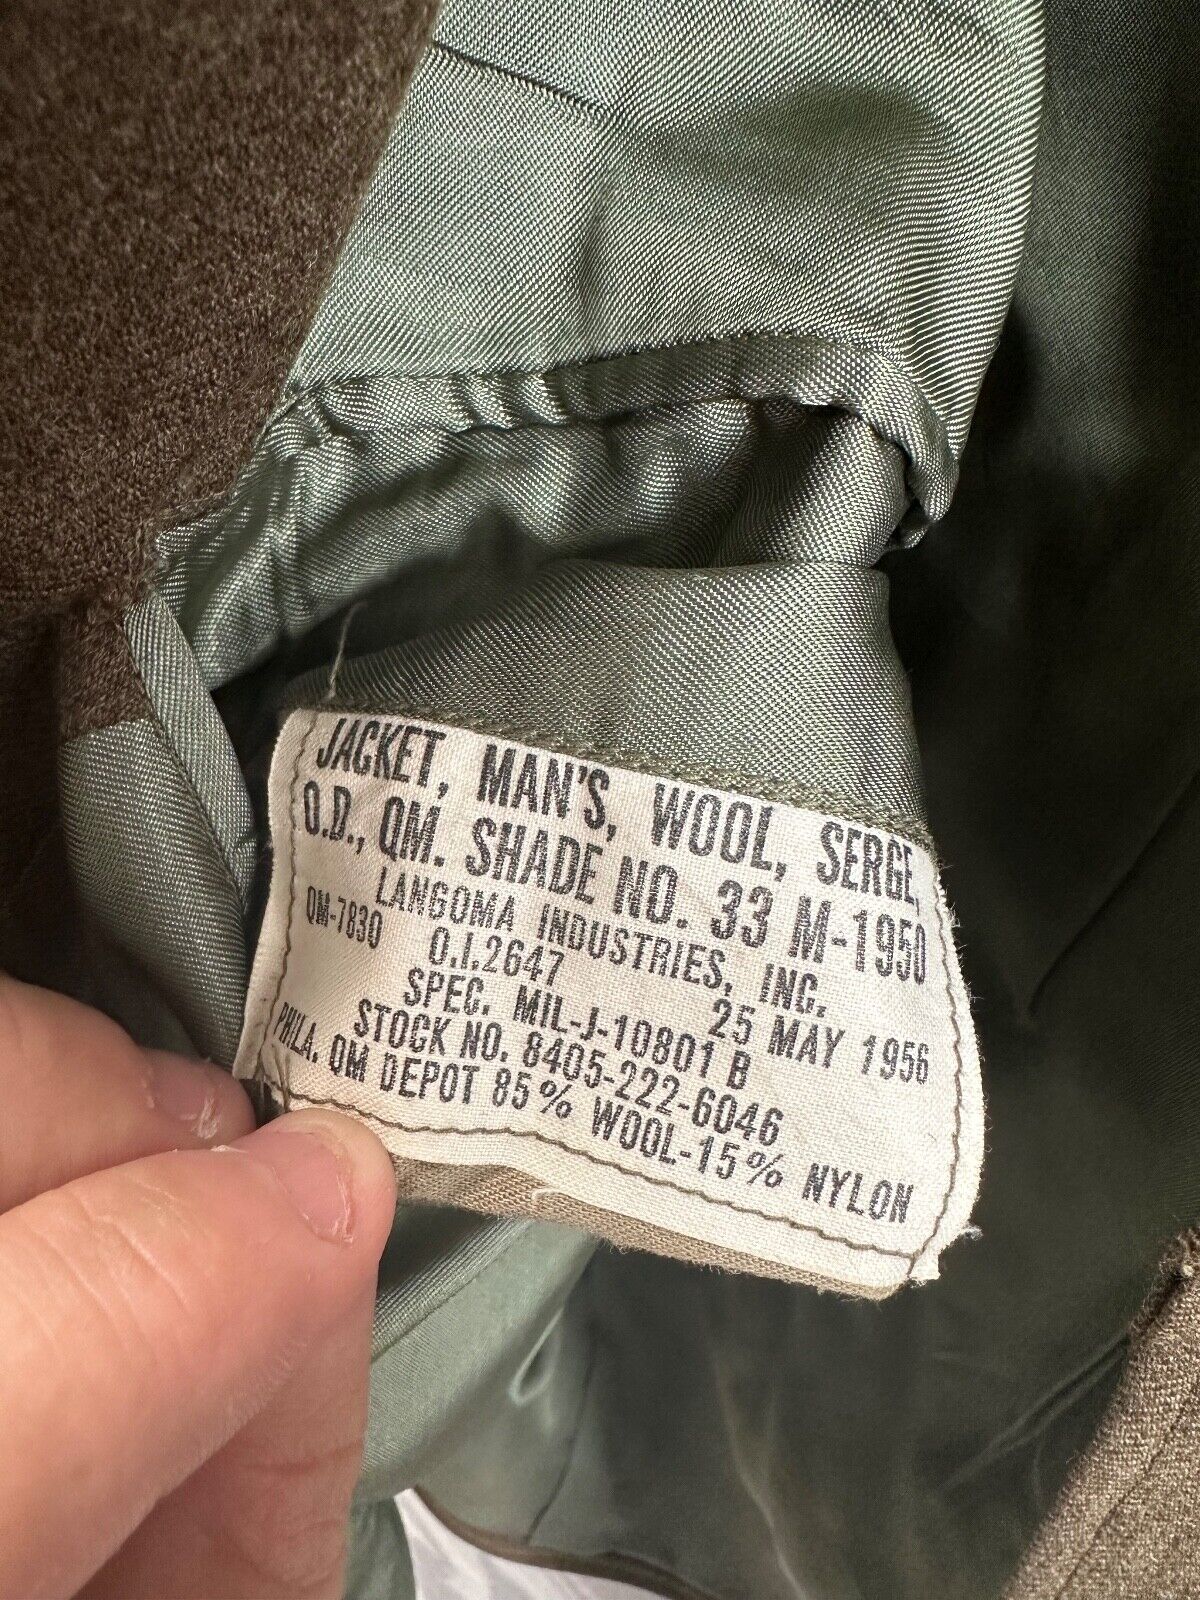 JACKET, MAN'S, WOOL, SERGE,
O.D., QM. SHADE NO. 33 M-1950
LANGOMA INDUSTRIES, INC.
QM-7830 O.I.2647 25 MAY 1956
SPEC. MIL-J-10801 B
STOCK NO. 8405-222-6046
PHILA. QM DEPOT 85% WOOL-15% NYLON